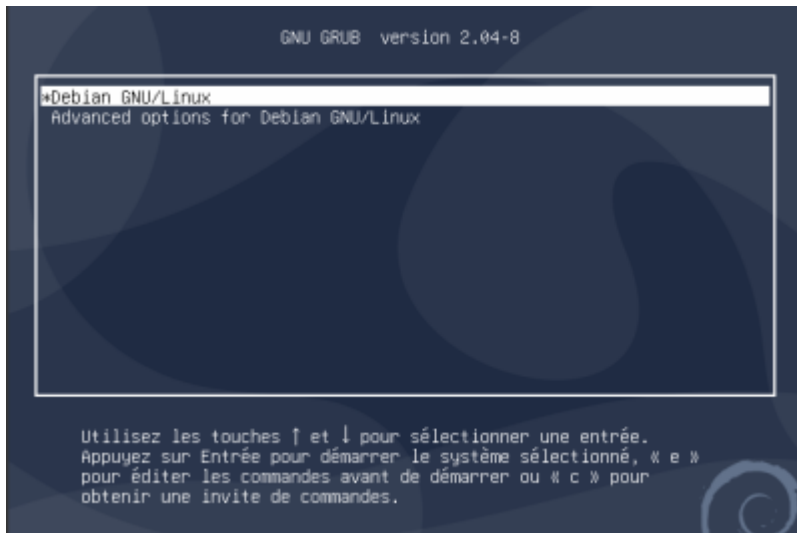 GNU GRUB  version 2.04-8
*Debian GNU/Linux
Advanced options for Debian GNU/Linux
Utilisez les touches ↑ et ↓ pour sélectionner une entrée.
Appuyez sur Entrée pour démarrer le système sélectionné, « e »
pour éditer les commandes avant de démarrer ou « c » pour
obtenir une invite de commandes.